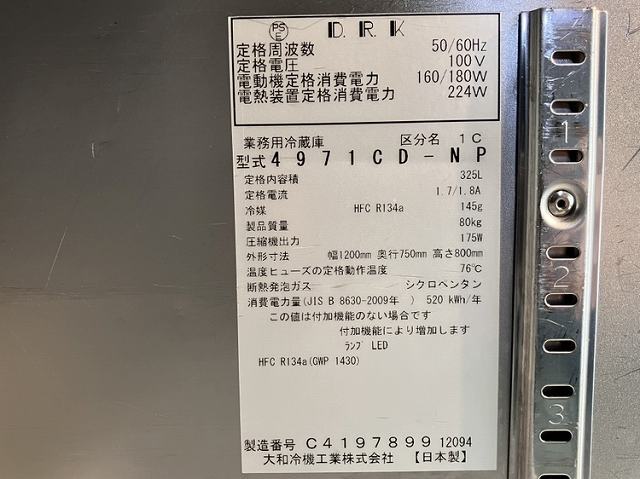 PS E D.R.K
定格周波数 50/60Hz
定格電圧 100V
電動機定格消費電力 160/180W
電熱装置定格消費電力 224W
業務用冷蔵庫 区分名 1C
型式 4971CD-NP
定格内容積 325L
定格電流 1.7/1.8A
冷媒 HFC R134a 145g
製品質量 80kg
圧縮機出力 175W
外形寸法 幅1200mm 奥行750mm 高さ800mm
温度ヒューズの定格動作温度 76℃
断熱発泡ガス シクロペンタン
消費電力量(JIS B 8630-2009年 ) 520 kWh/年
この値は付加機能のない場合です
付加機能により増加します
ﾗﾝﾌﾟ LED
HFC R134a(GWP 1430)
製造番号 C4197899 12094
大和冷機工業株式会社 【日本製】
1
2
3